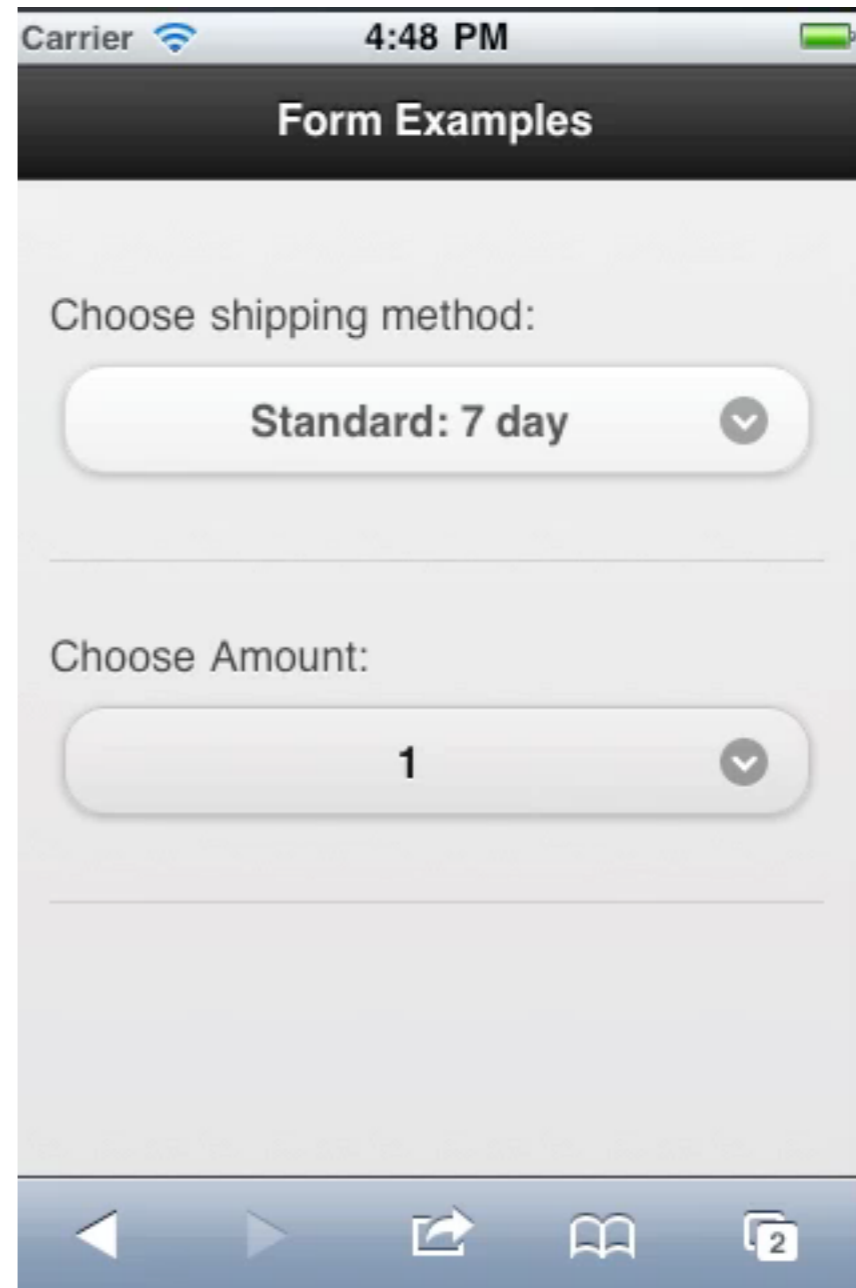 Carrier 4:48 PM
Form Examples
Choose shipping method:
Standard: 7 day
Choose Amount:
1
2